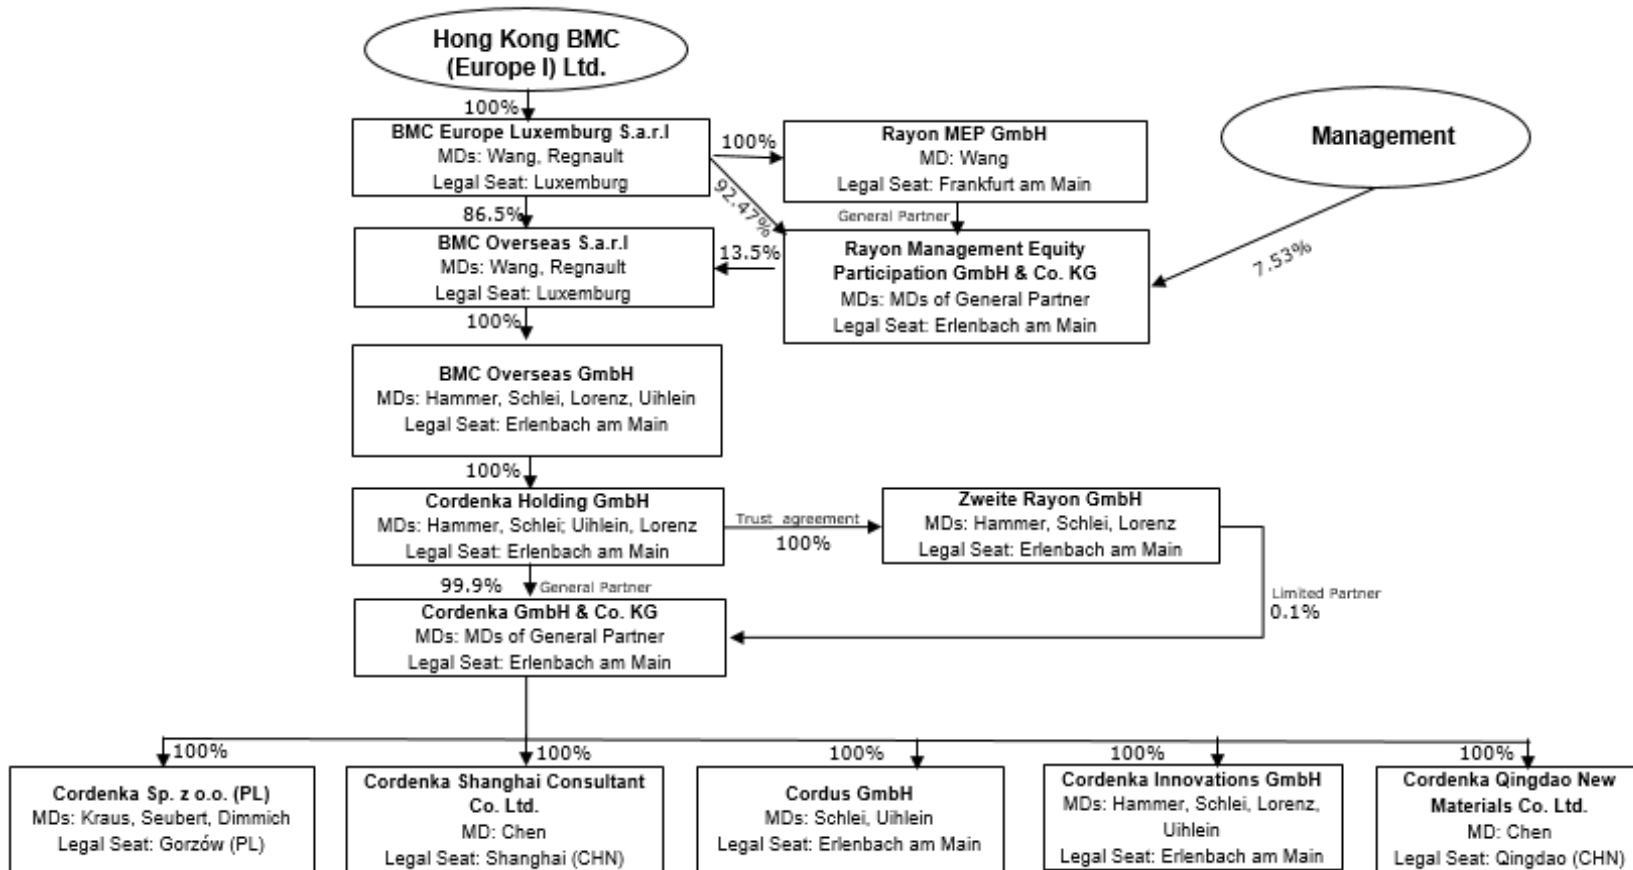 Hong Kong BMC
(Europe I) Ltd.
100%
BMC Europe Luxemburg S.a.r.l
MDs: Wang, Regnault
Legal Seat: Luxemburg
100%
Rayon MEP GmbH
MD: Wang
Legal Seat: Frankfurt am Main
Management
92.47%
General Partner
86.5%
BMC Overseas S.a.r.l
MDs: Wang, Regnault
Legal Seat: Luxemburg
13.5%
Rayon Management Equity
Participation GmbH & Co. KG
MDs: MDs of General Partner
Legal Seat: Erlenbach am Main
7.53%
100%
BMC Overseas GmbH
MDs: Hammer, Schlei, Lorenz, Uihlein
Legal Seat: Erlenbach am Main
100%
Cordenka Holding GmbH
MDs: Hammer, Schlei; Uihlein, Lorenz
Legal Seat: Erlenbach am Main
Trust agreement
100%
Zweite Rayon GmbH
MDs: Hammer, Schlei, Lorenz
Legal Seat: Erlenbach am Main
99.9%
General Partner
Limited Partner
0.1%
Cordenka GmbH & Co. KG
MDs: MDs of General Partner
Legal Seat: Erlenbach am Main
100%
100%
100%
100%
100%
Cordenka Sp. z o.o. (PL)
MDs: Kraus, Seubert, Dimmich
Legal Seat: Gorzów (PL)
Cordenka Shanghai Consultant
Co. Ltd.
MD: Chen
Legal Seat: Shanghai (CHN)
Cordus GmbH
MDs: Schlei, Uihlein
Legal Seat: Erlenbach am Main
Cordenka Innovations GmbH
MDs: Hammer, Schlei, Lorenz,
Uihlein
Legal Seat: Erlenbach am Main
Cordenka Qingdao New
Materials Co. Ltd.
MD: Chen
Legal Seat: Qingdao (CHN)